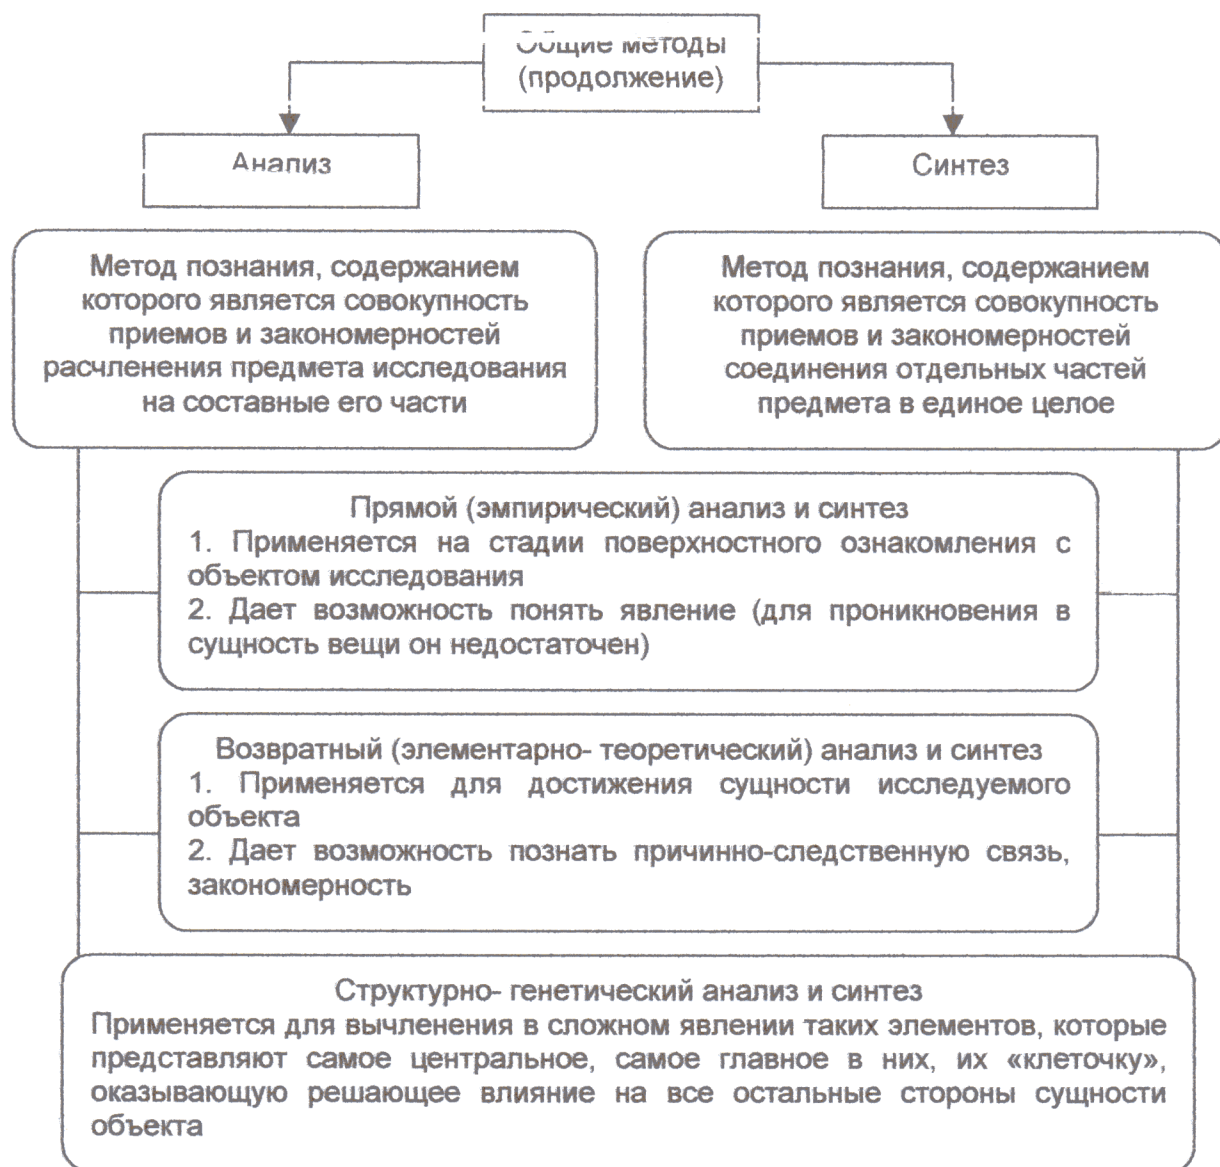 Общие методы
(продолжение)
Анализ
Синтез
Метод познания, содержанием
которого является совокупность
приемов и закономерностей
расчленения предмета исследования
на составные его части
Метод познания, содержанием
которого является совокупность
приемов и закономерностей
соединения отдельных частей
предмета в единое целое
Прямой (эмпирический) анализ и синтез
1. Применяется на стадии поверхностного ознакомления с
объектом исследования
2. Дает возможность понять явление (для проникновения в
сущность вещи он недостаточен)
Возвратный (элементарно- теоретический) анализ и синтез
1. Применяется для достижения сущности исследуемого
объекта
2. Дает возможность познать причинно-следственную связь,
закономерность
Структурно- генетический анализ и синтез
Применяется для вычленения в сложном явлении таких элементов, которые
представляют самое центральное, самое главное в них, их «клеточку»,
оказывающую решающее влияние на все остальные стороны сущности
объекта